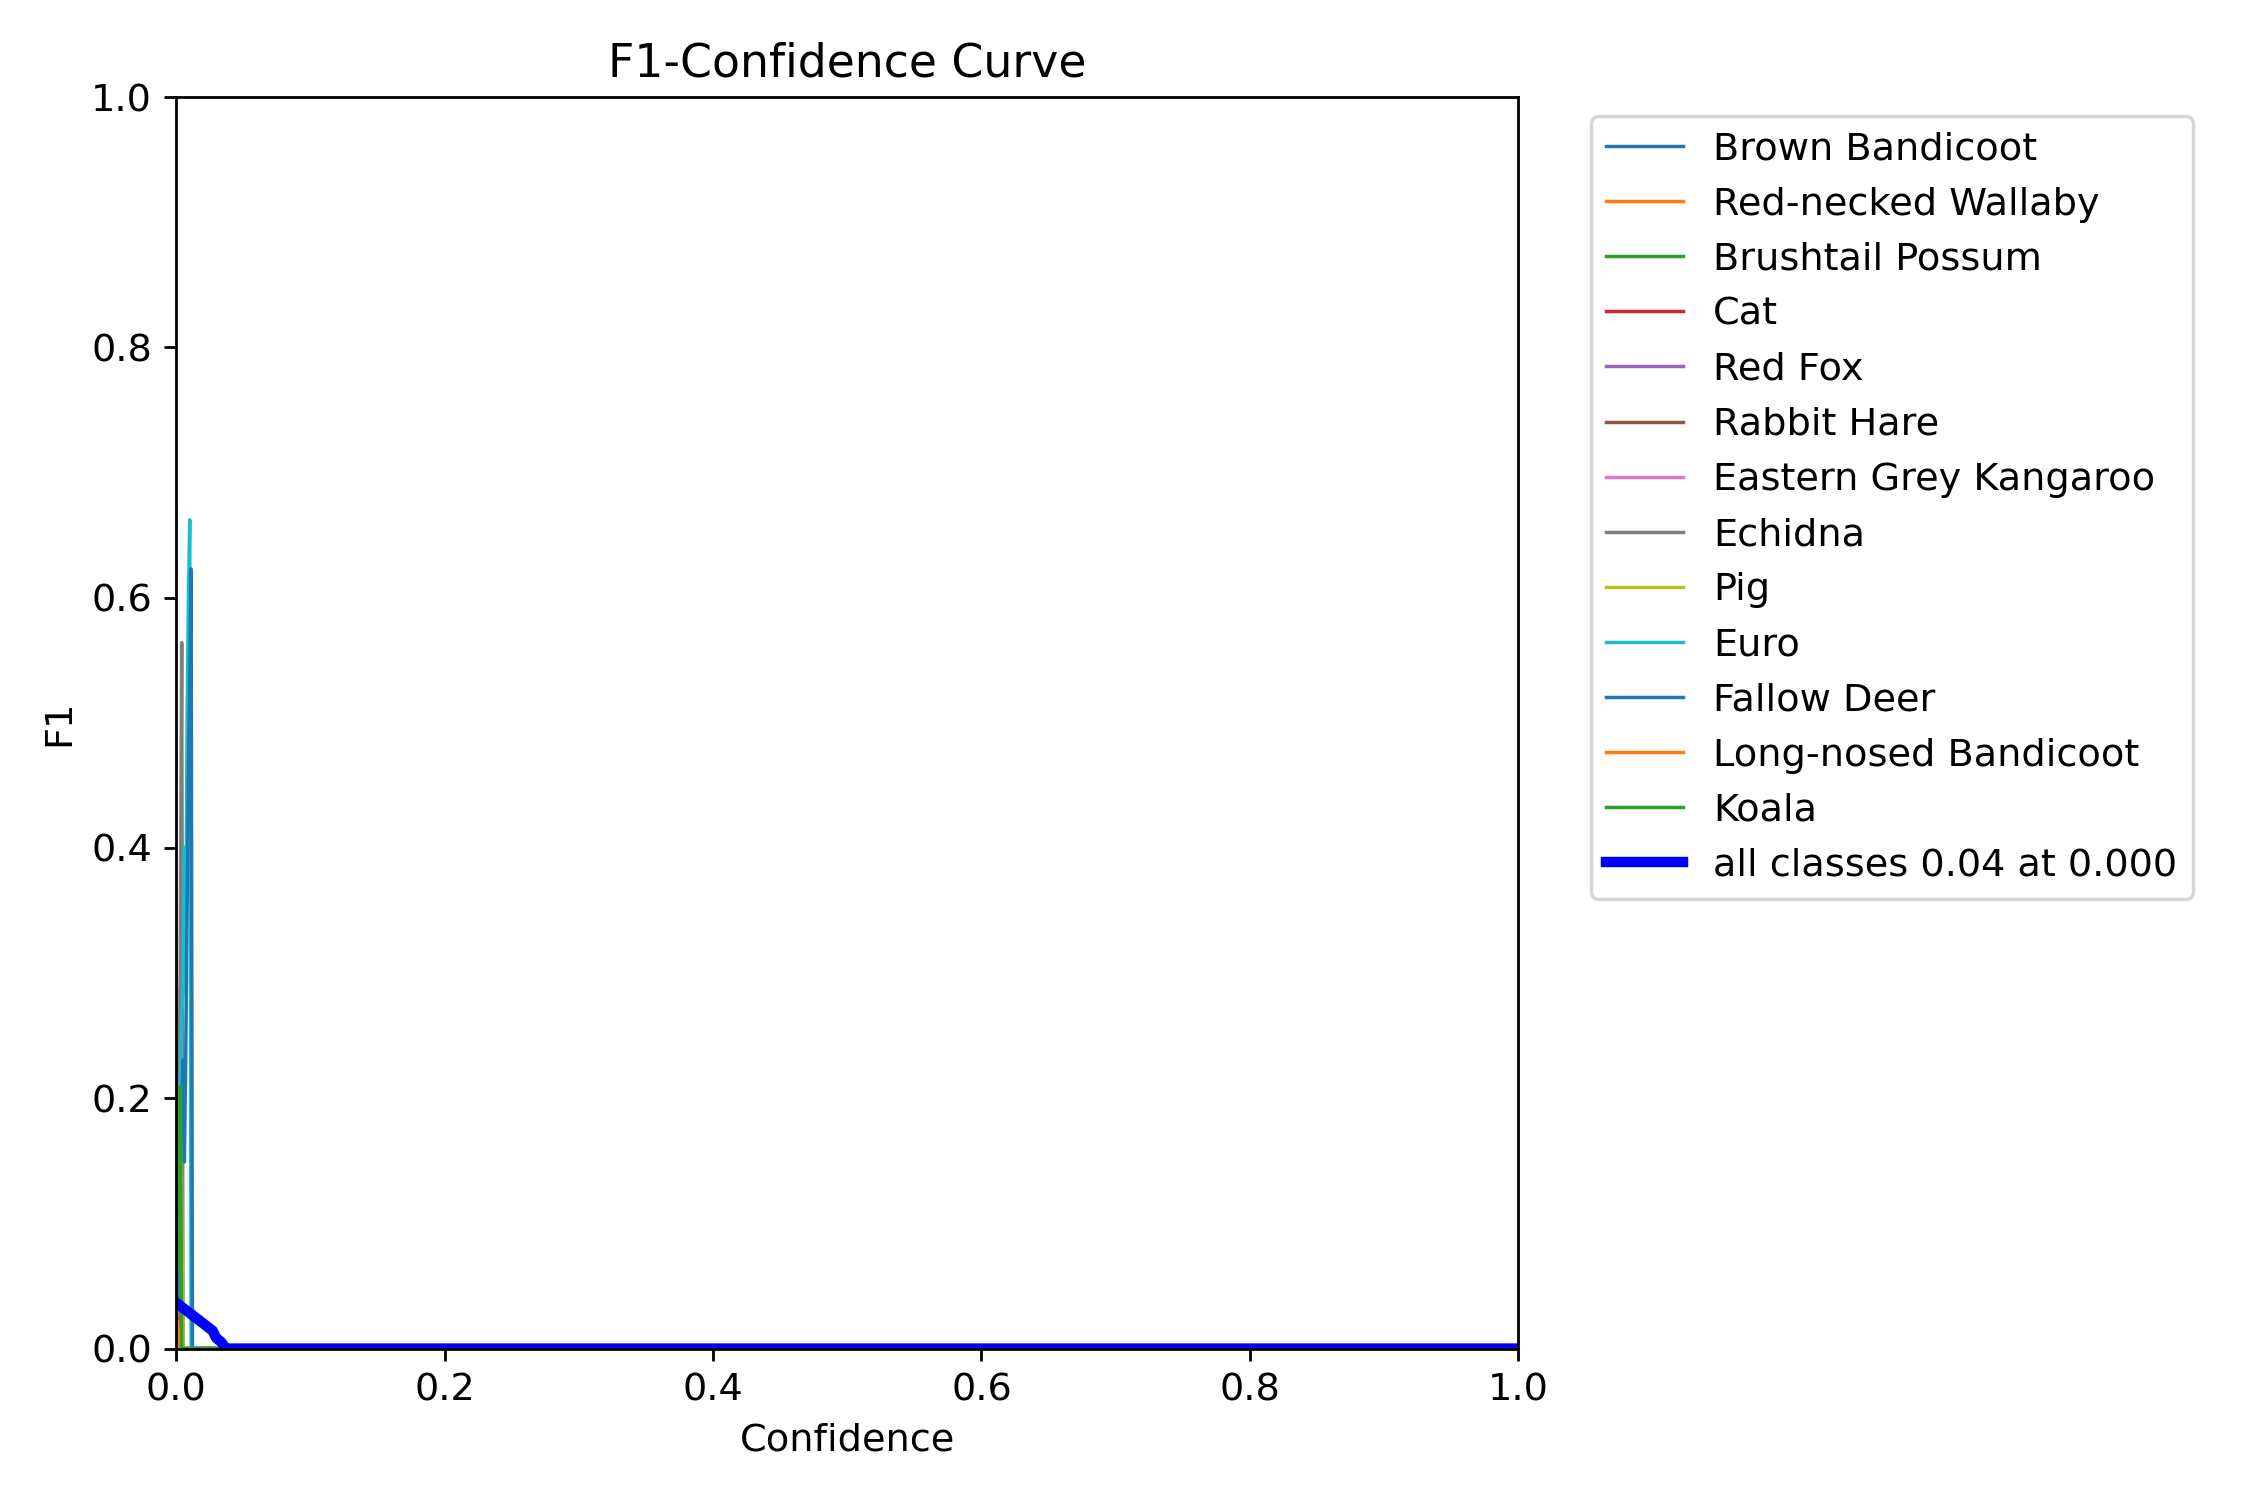 F1-Confidence Curve
1.0
0.8
0.6
0.4
0.2
0.0
F1
0.0 0.2 0.4 0.6 0.8 1.0
Confidence
Brown Bandicoot
Red-necked Wallaby
Brushtail Possum
Cat
Red Fox
Rabbit Hare
Eastern Grey Kangaroo
Echidna
Pig
Euro
Fallow Deer
Long-nosed Bandicoot
Koala
all classes 0.04 at 0.000